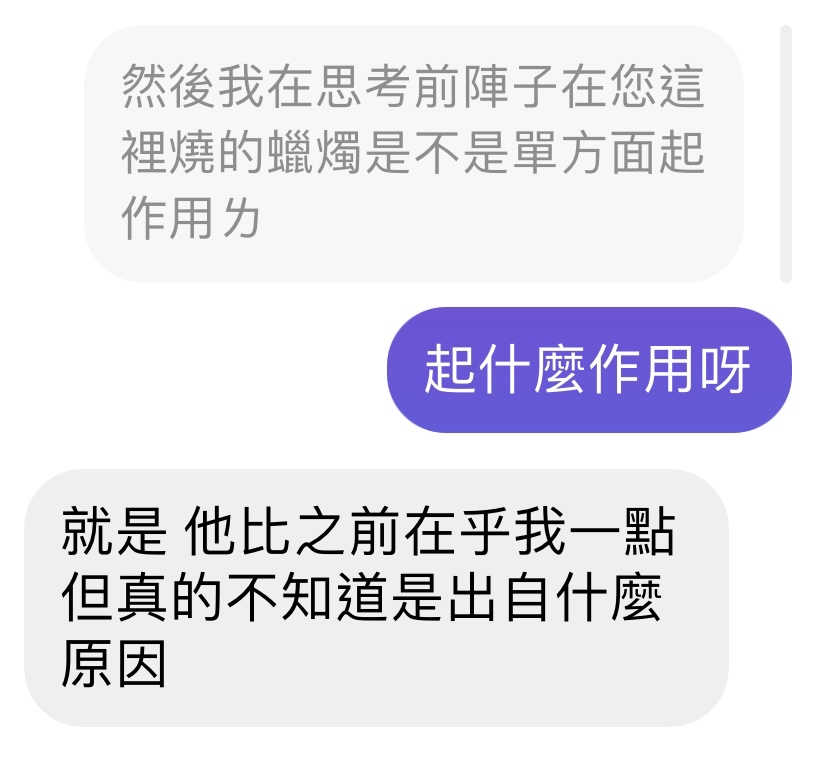 然後我在思考前陣子在您這
裡燒的蠟燭是不是單方面起
作用ㄌ
起什麼作用呀
就是 他比之前在乎我一點
但真的不知道是出自什麼
原因